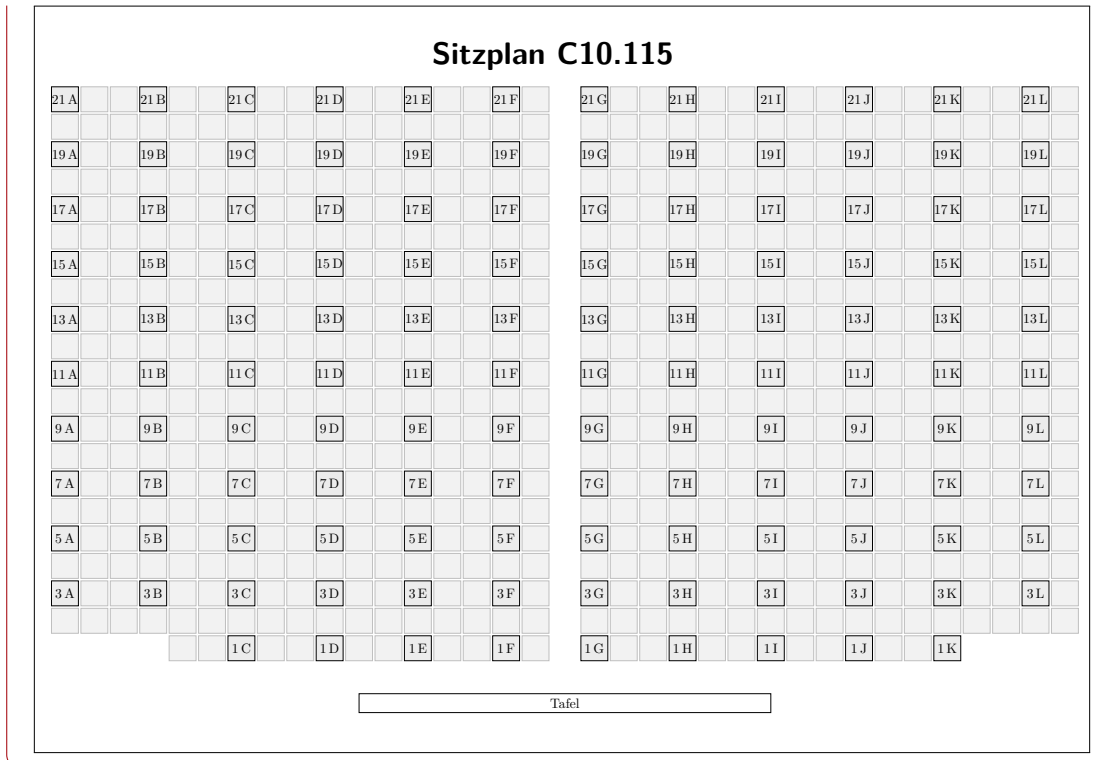 Sitzplan C10.115
21 A 21 B 21 C 21 D 21 E 21 F 21 G 21 H 21 I 21 J 21 K 21 L
19 A 19 B 19 C 19 D 19 E 19 F 19 G 19 H 19 I 19 J 19 K 19 L
17 A 17 B 17 C 17 D 17 E 17 F 17 G 17 H 17 I 17 J 17 K 17 L
15 A 15 B 15 C 15 D 15 E 15 F 15 G 15 H 15 I 15 J 15 K 15 L
13 A 13 B 13 C 13 D 13 E 13 F 13 G 13 H 13 I 13 J 13 K 13 L
11 A 11 B 11 C 11 D 11 E 11 F 11 G 11 H 11 I 11 J 11 K 11 L
9 A 9 B 9 C 9 D 9 E 9 F 9 G 9 H 9 I 9 J 9 K 9 L
7 A 7 B 7 C 7 D 7 E 7 F 7 G 7 H 7 I 7 J 7 K 7 L
5 A 5 B 5 C 5 D 5 E 5 F 5 G 5 H 5 I 5 J 5 K 5 L
3 A 3 B 3 C 3 D 3 E 3 F 3 G 3 H 3 I 3 J 3 K 3 L
1 C 1 D 1 E 1 F 1 G 1 H 1 I 1 J 1 K
Tafel